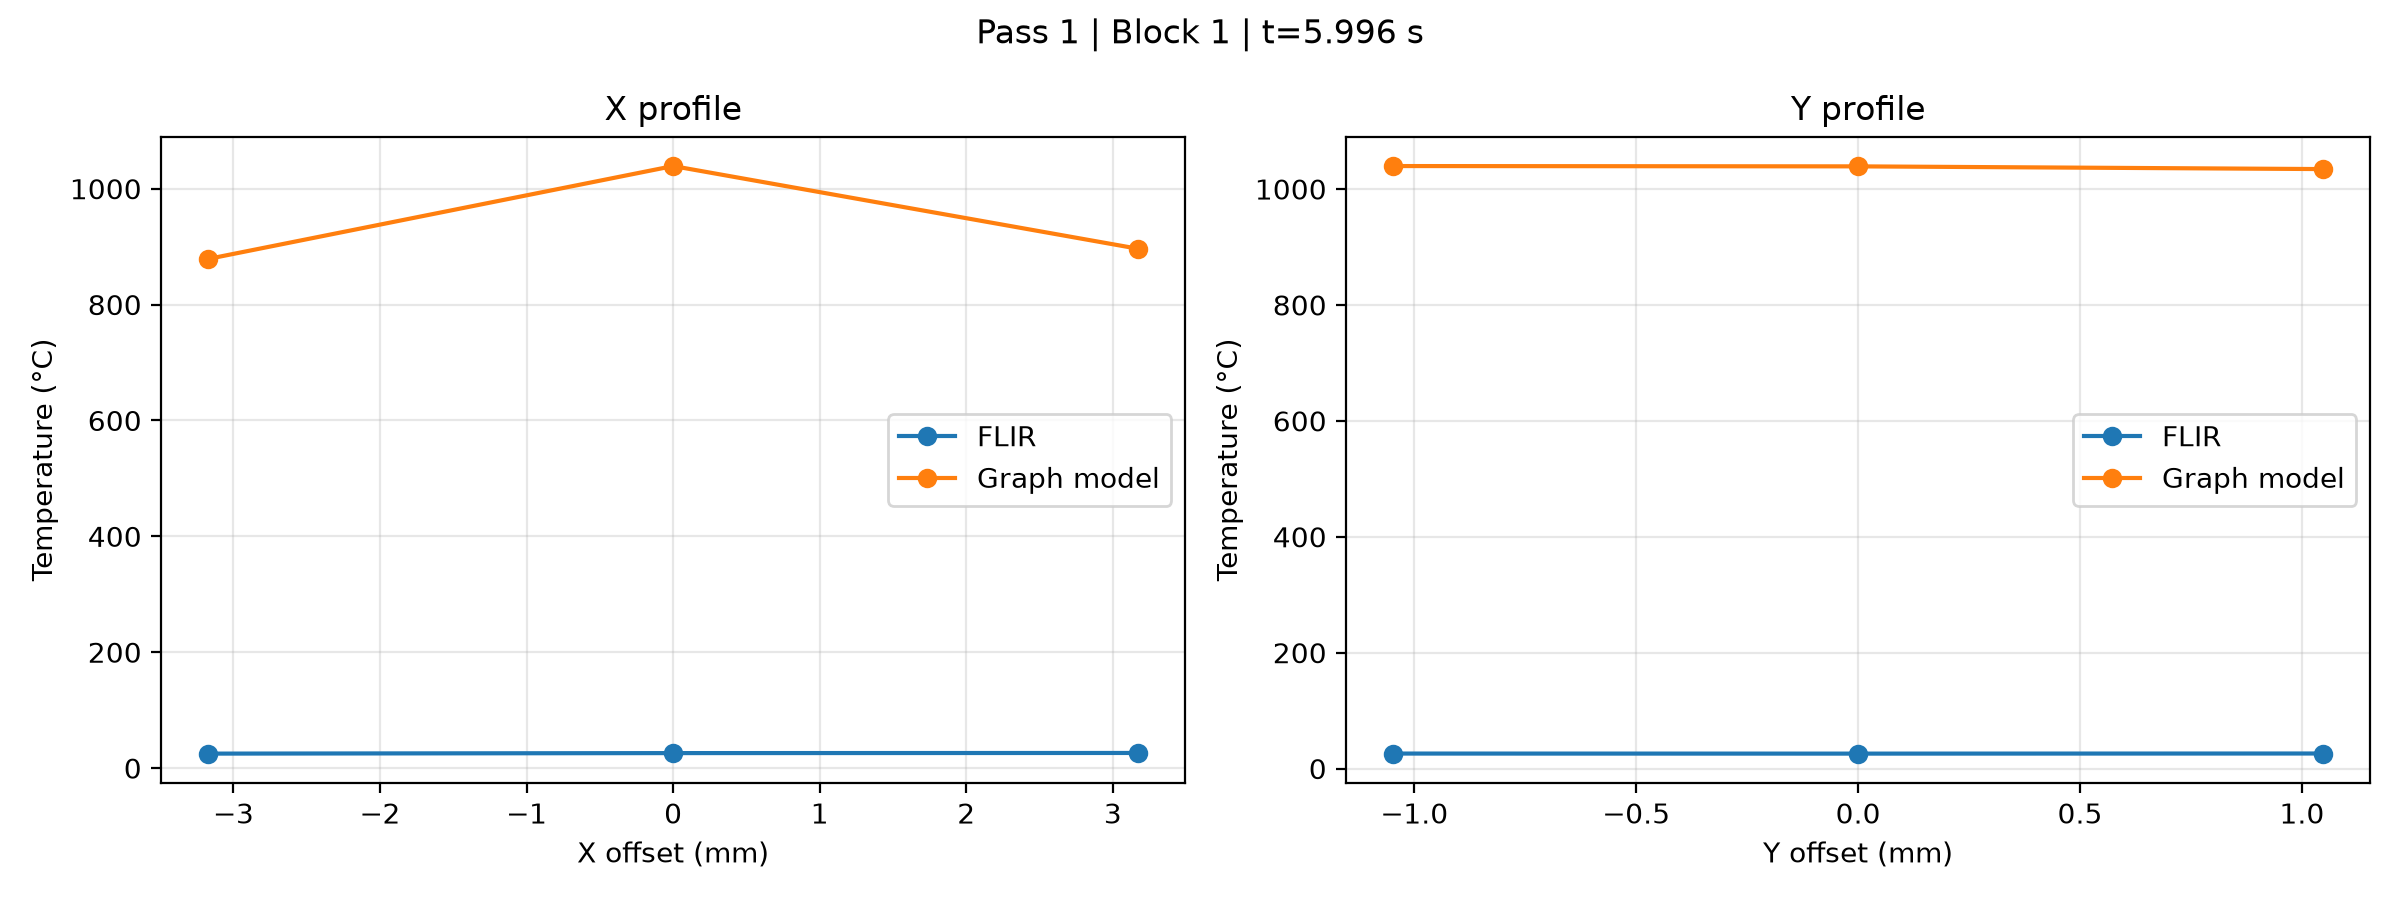 Pass 1 | Block 1 | t=5.996 s
X profile
Temperature (°C)
1000
800
600
400
200
0
−3
−2
−1
0
1
2
3
X offset (mm)
FLIR
Graph model
Y profile
Temperature (°C)
1000
800
600
400
200
0
−1.0
−0.5
0.0
0.5
1.0
Y offset (mm)
FLIR
Graph model